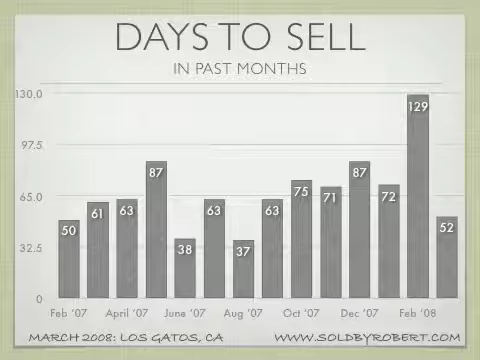 DAYS TO SELL
IN PAST MONTHS
130.0
97.5
65.0
32.5
0
50
61
63
87
38
63
37
63
75
71
87
72
129
52
Feb '07
April '07
June '07
Aug '07
Oct '07
Dec '07
Feb '08
MARCH 2008: LOS GATOS, CA
WWW.SOLDBYROBERT.COM